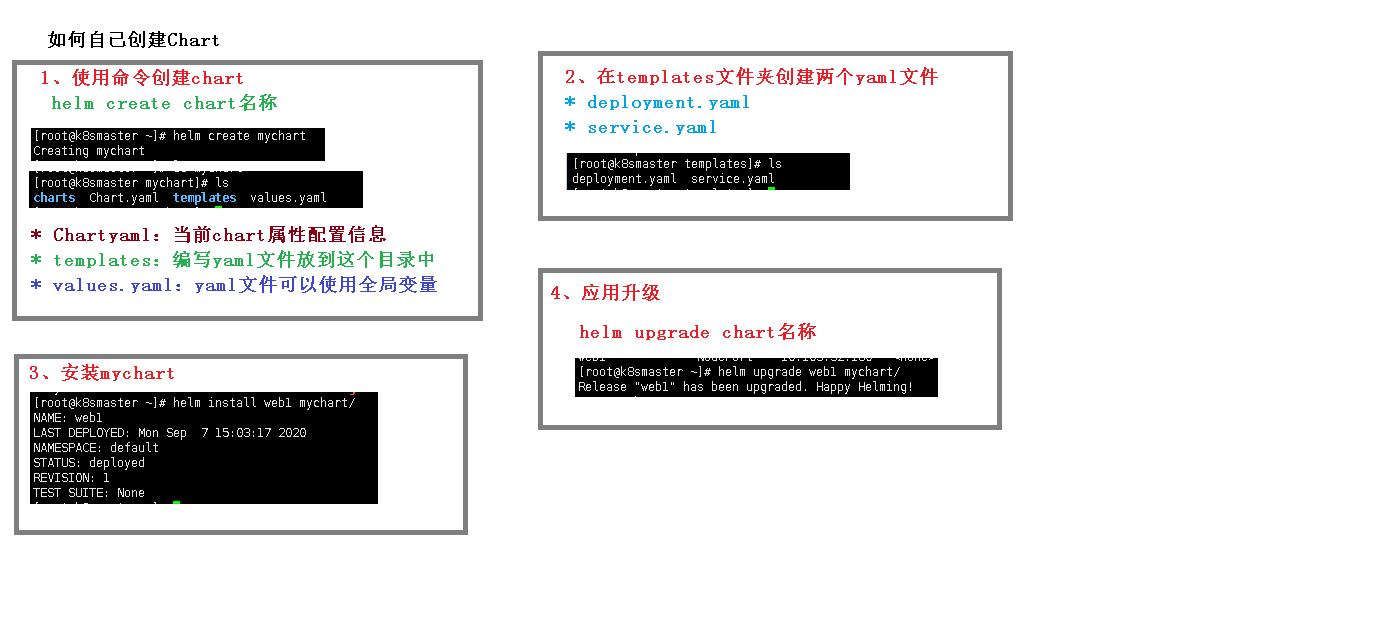 如何自己创建Chart
1、使用命令创建chart
helm create chart名称
[root@k8smaster ~]# helm create mychart
Creating mychart
[root@k8smaster mychart]# ls
charts  Chart.yaml  templates  values.yaml
* Chartyaml：当前chart属性配置信息
* templates：编写yaml文件放到这个目录中
* values.yaml：yaml文件可以使用全局变量
2、在templates文件夹创建两个yaml文件
* deployment.yaml
* service.yaml
[root@k8smaster templates]# ls
deployment.yaml  service.yaml
3、安装mychart
[root@k8smaster ~]# helm install web1 mychart/
NAME: web1
LAST DEPLOYED: Mon Sep  7 15:03:17 2020
NAMESPACE: default
STATUS: deployed
REVISION: 1
TEST SUITE: None
4、应用升级
helm upgrade chart名称
[root@k8smaster ~]# helm upgrade web1 mychart/
Release "web1" has been upgraded. Happy Helming!